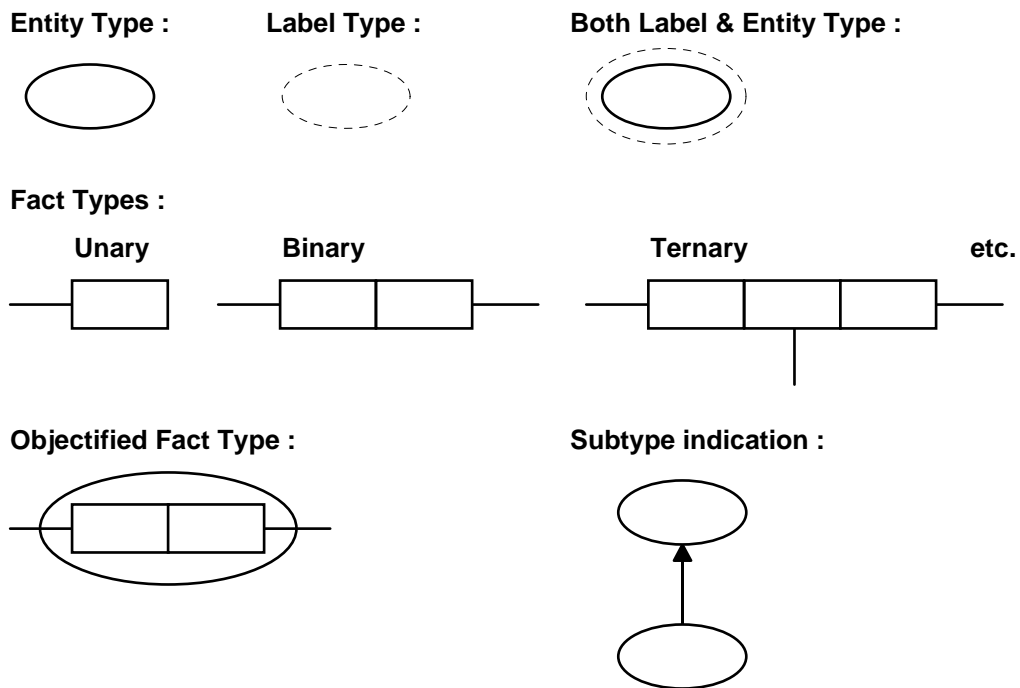 Entity Type :
Label Type :
Both Label & Entity Type :
Fact Types :
Unary
Binary
Ternary
etc.
Objectified Fact Type :
Subtype indication :